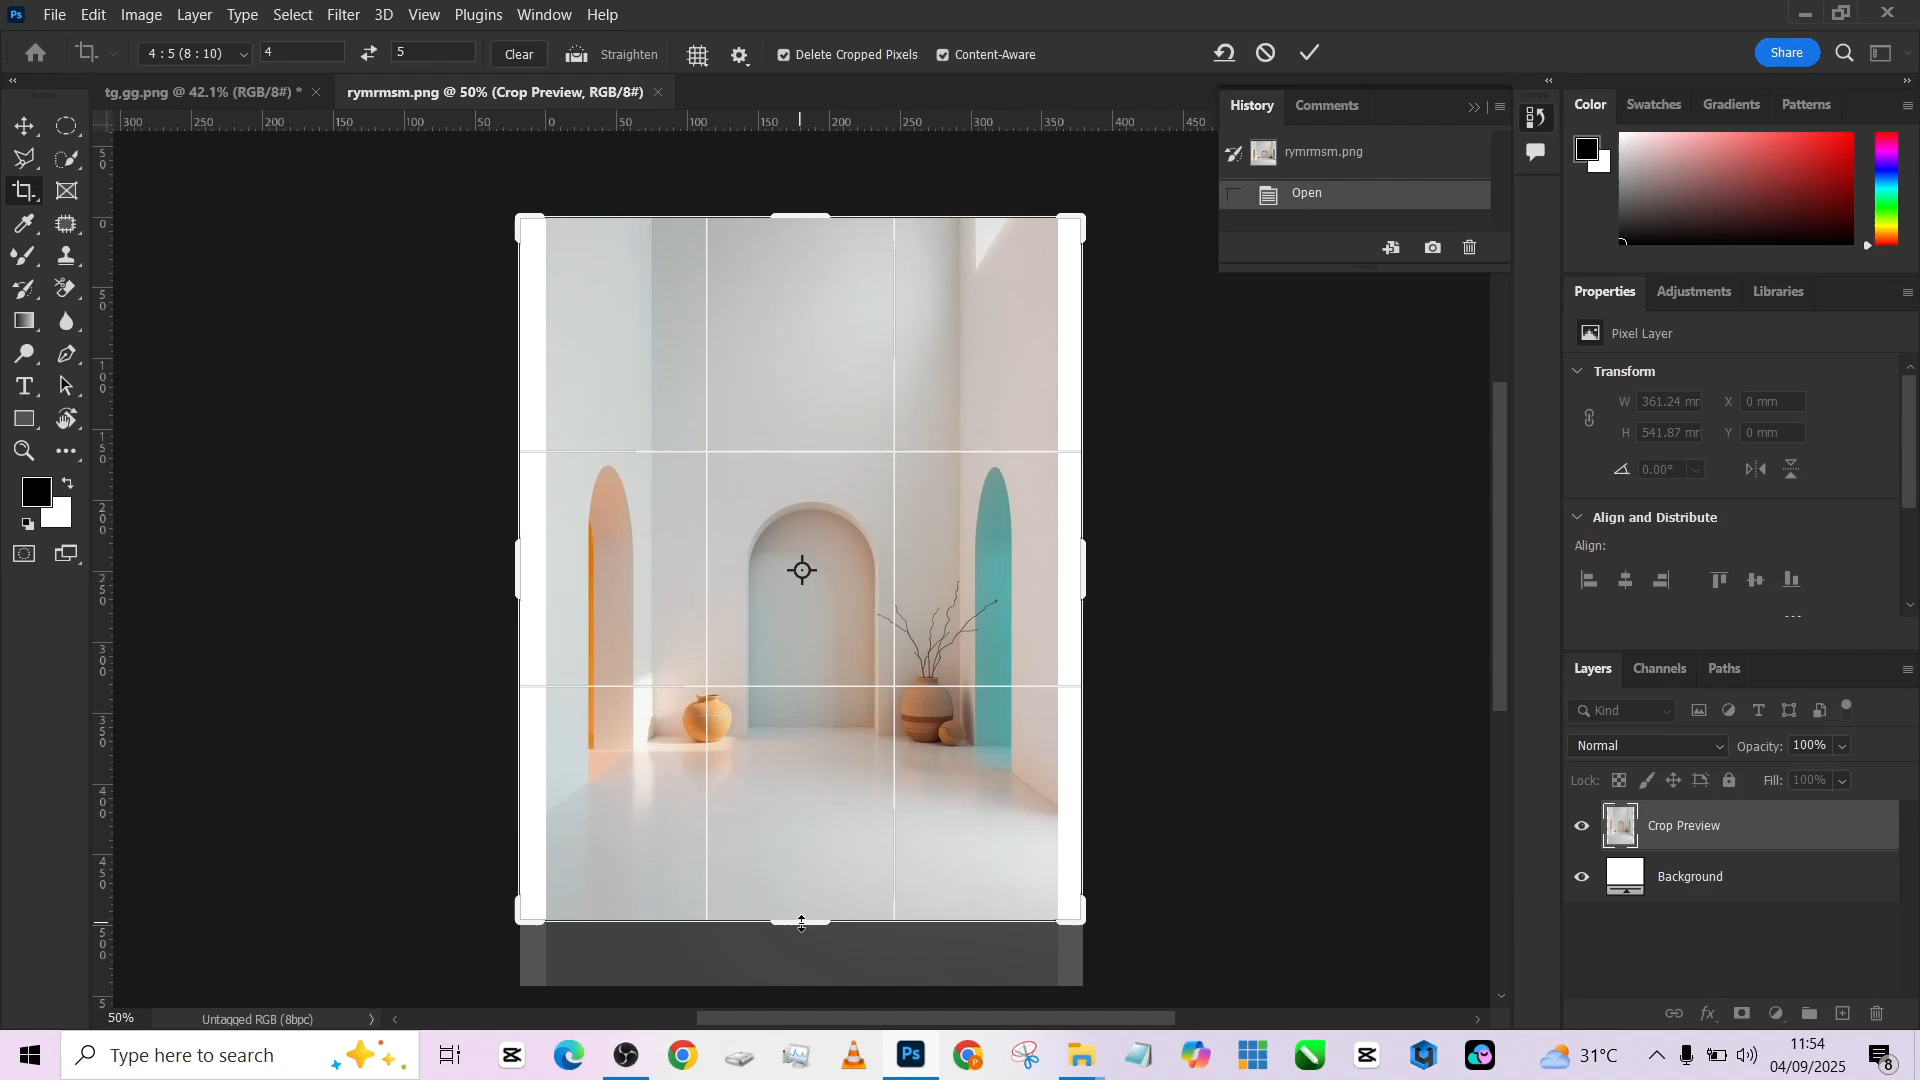 Ps File Edit Image Layer Type Select Filter 3D View Plugins Window Help
4 : 5 (8 : 10) 4 5 Clear Straighten Delete Cropped Pixels Content-Aware Share
tg,gg.png @ 42.1% (RGB/8#) * rymrmsm.png @ 50% (Crop Preview, RGB/8#)
300 250 200 150 100 50 0 50 100 150 200 250 300 350 400 450
History Comments
rymrmsm.png
Open
Color Swatches Gradients Patterns
Properties Adjustments Libraries
Pixel Layer
Transform
W 361.24 mm X 0 mm
H 541.87 mm Y 0 mm
0.00°
Align and Distribute
Align:
Layers Channels Paths
Kind
Normal Opacity: 100%
Lock: Fill: 100%
Crop Preview
Background
50% Untagged RGB (8bpc)
Type here to search
Ps
31°C
11:54
04/09/2025
8